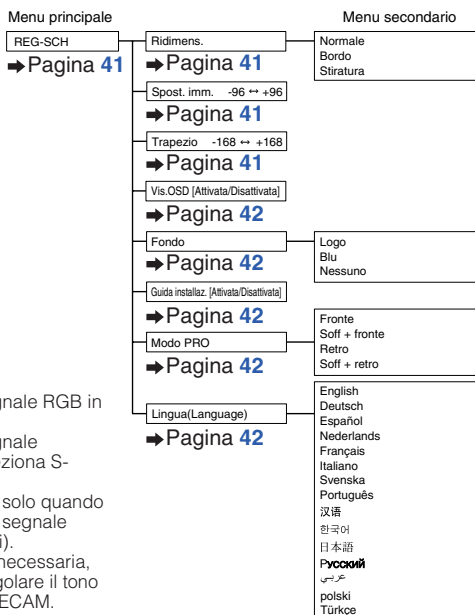 Menu principale
Menu secondario
REG-SCH
➡Pagina 41
Ridimens.
➡Pagina 41
Normale
Bordo
Stiratura
Spost. imm. -96 ↔ +96
➡Pagina 41
Trapezio -168 ↔ +168
➡Pagina 41
Vis.OSD [Attivata/Disattivata]
➡Pagina 42
Fondo
➡Pagina 42
Logo
Blu
Nessuno
Guida installaz. [Attivata/Disattivata]
➡Pagina 42
Modo PRO
➡Pagina 42
Fronte
Soff + fronte
Retro
Soff + retro
Lingua(Language)
➡Pagina 42
English
Deutsch
Español
Nederlands
Français
Italiano
Svenska
Português
汉语
한국어
日本語
Русский
عربي
polski
Türkçe
gnale RGB in
gnale
eziona S-
solo quando
segnale
i).
necessaria,
golare il tono
ECAM.